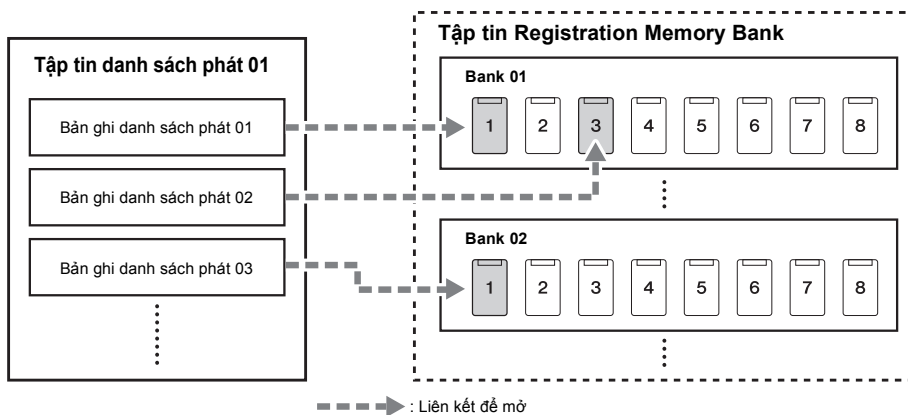 Tập tin danh sách phát 01
Bản ghi danh sách phát 01
Bản ghi danh sách phát 02
Bản ghi danh sách phát 03
Tập tin Registration Memory Bank
Bank 01
1 2 3 4 5 6 7 8
Bank 02
1 2 3 4 5 6 7 8
: Liên kết để mở